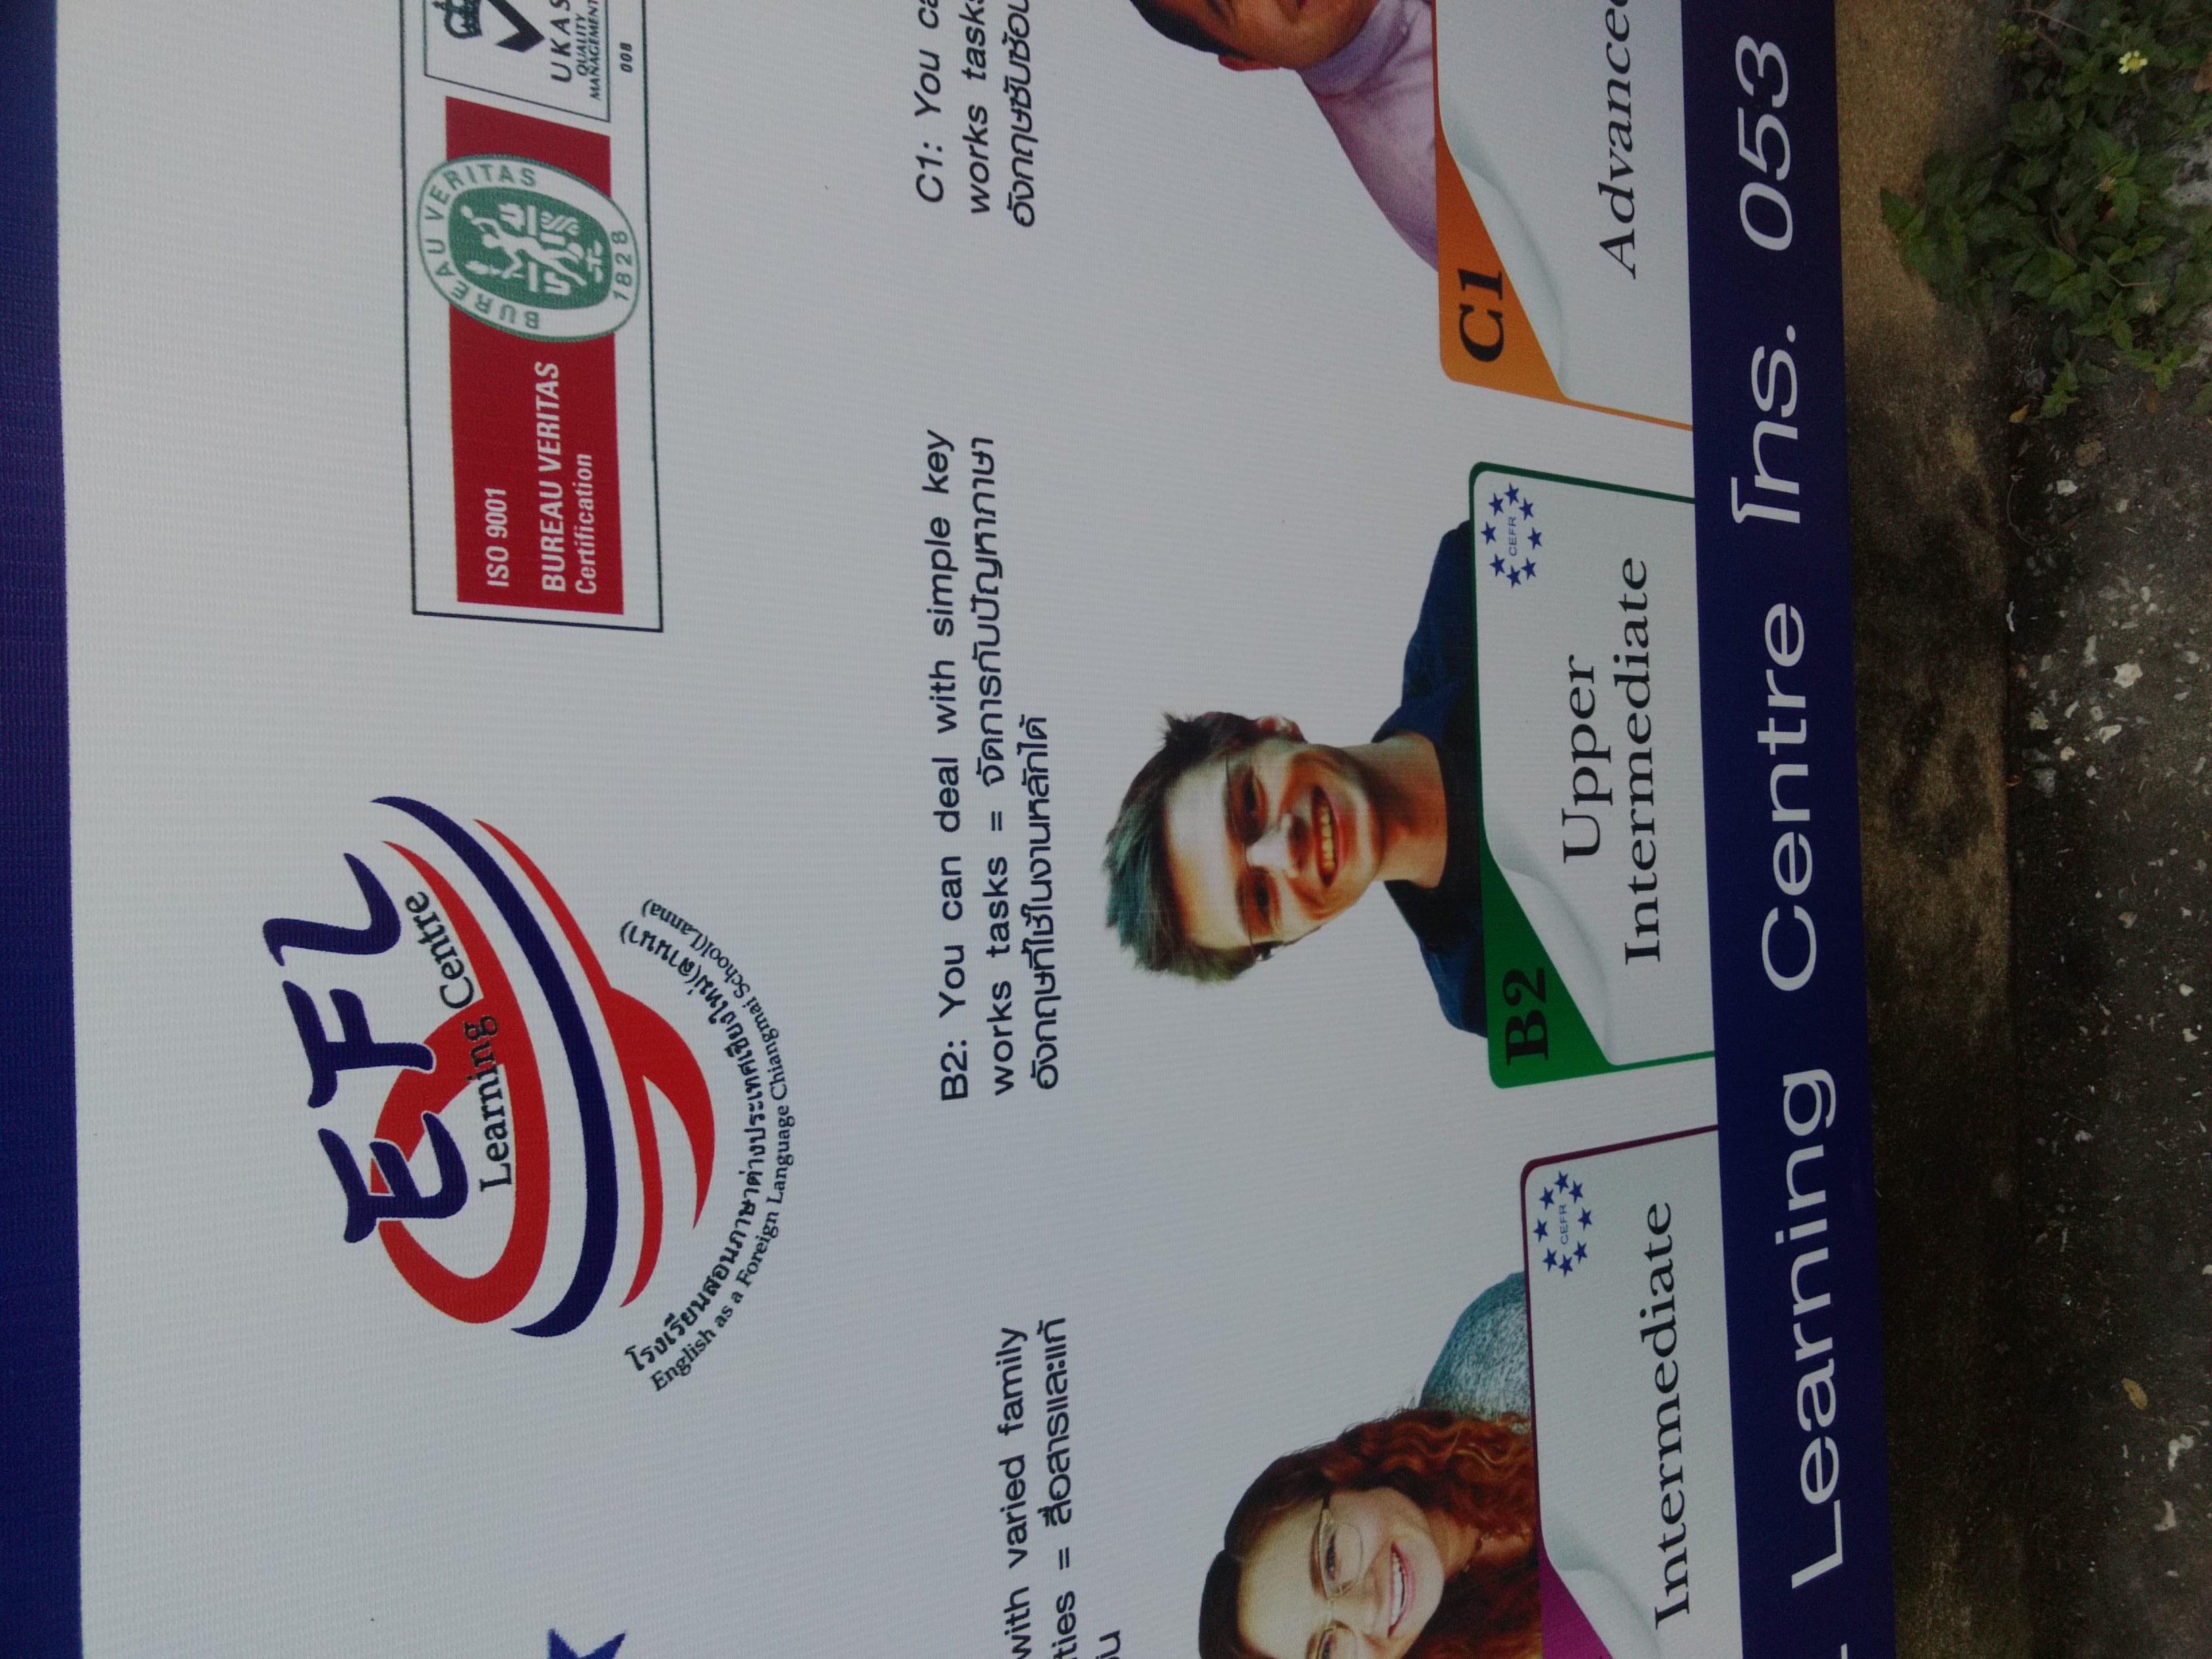 EFL
Learning Centre
โรงเรียนสอนภาษาต่างประเทศเชียงใหม่(ลานนา)
English as a Foreign Language Chiangmai School(Lanna)
ISO 9001
BUREAU VERITAS
Certification
BUREAU VERITAS
1828
UKAS
QUALITY
MANAGEMENT
008
with varied family
= สื่อสารและแก้
B2: You can deal with simple key
works tasks = จัดการกับปัญหาภาษา
อังกฤษที่ใช้ในงานหลักได้
C1: You
works
อังกฤษซับซ้อน
CEFR
Intermediate
B2
CEFR
Upper
Intermediate
C1
Advanced
Learning Centre โทร. 053